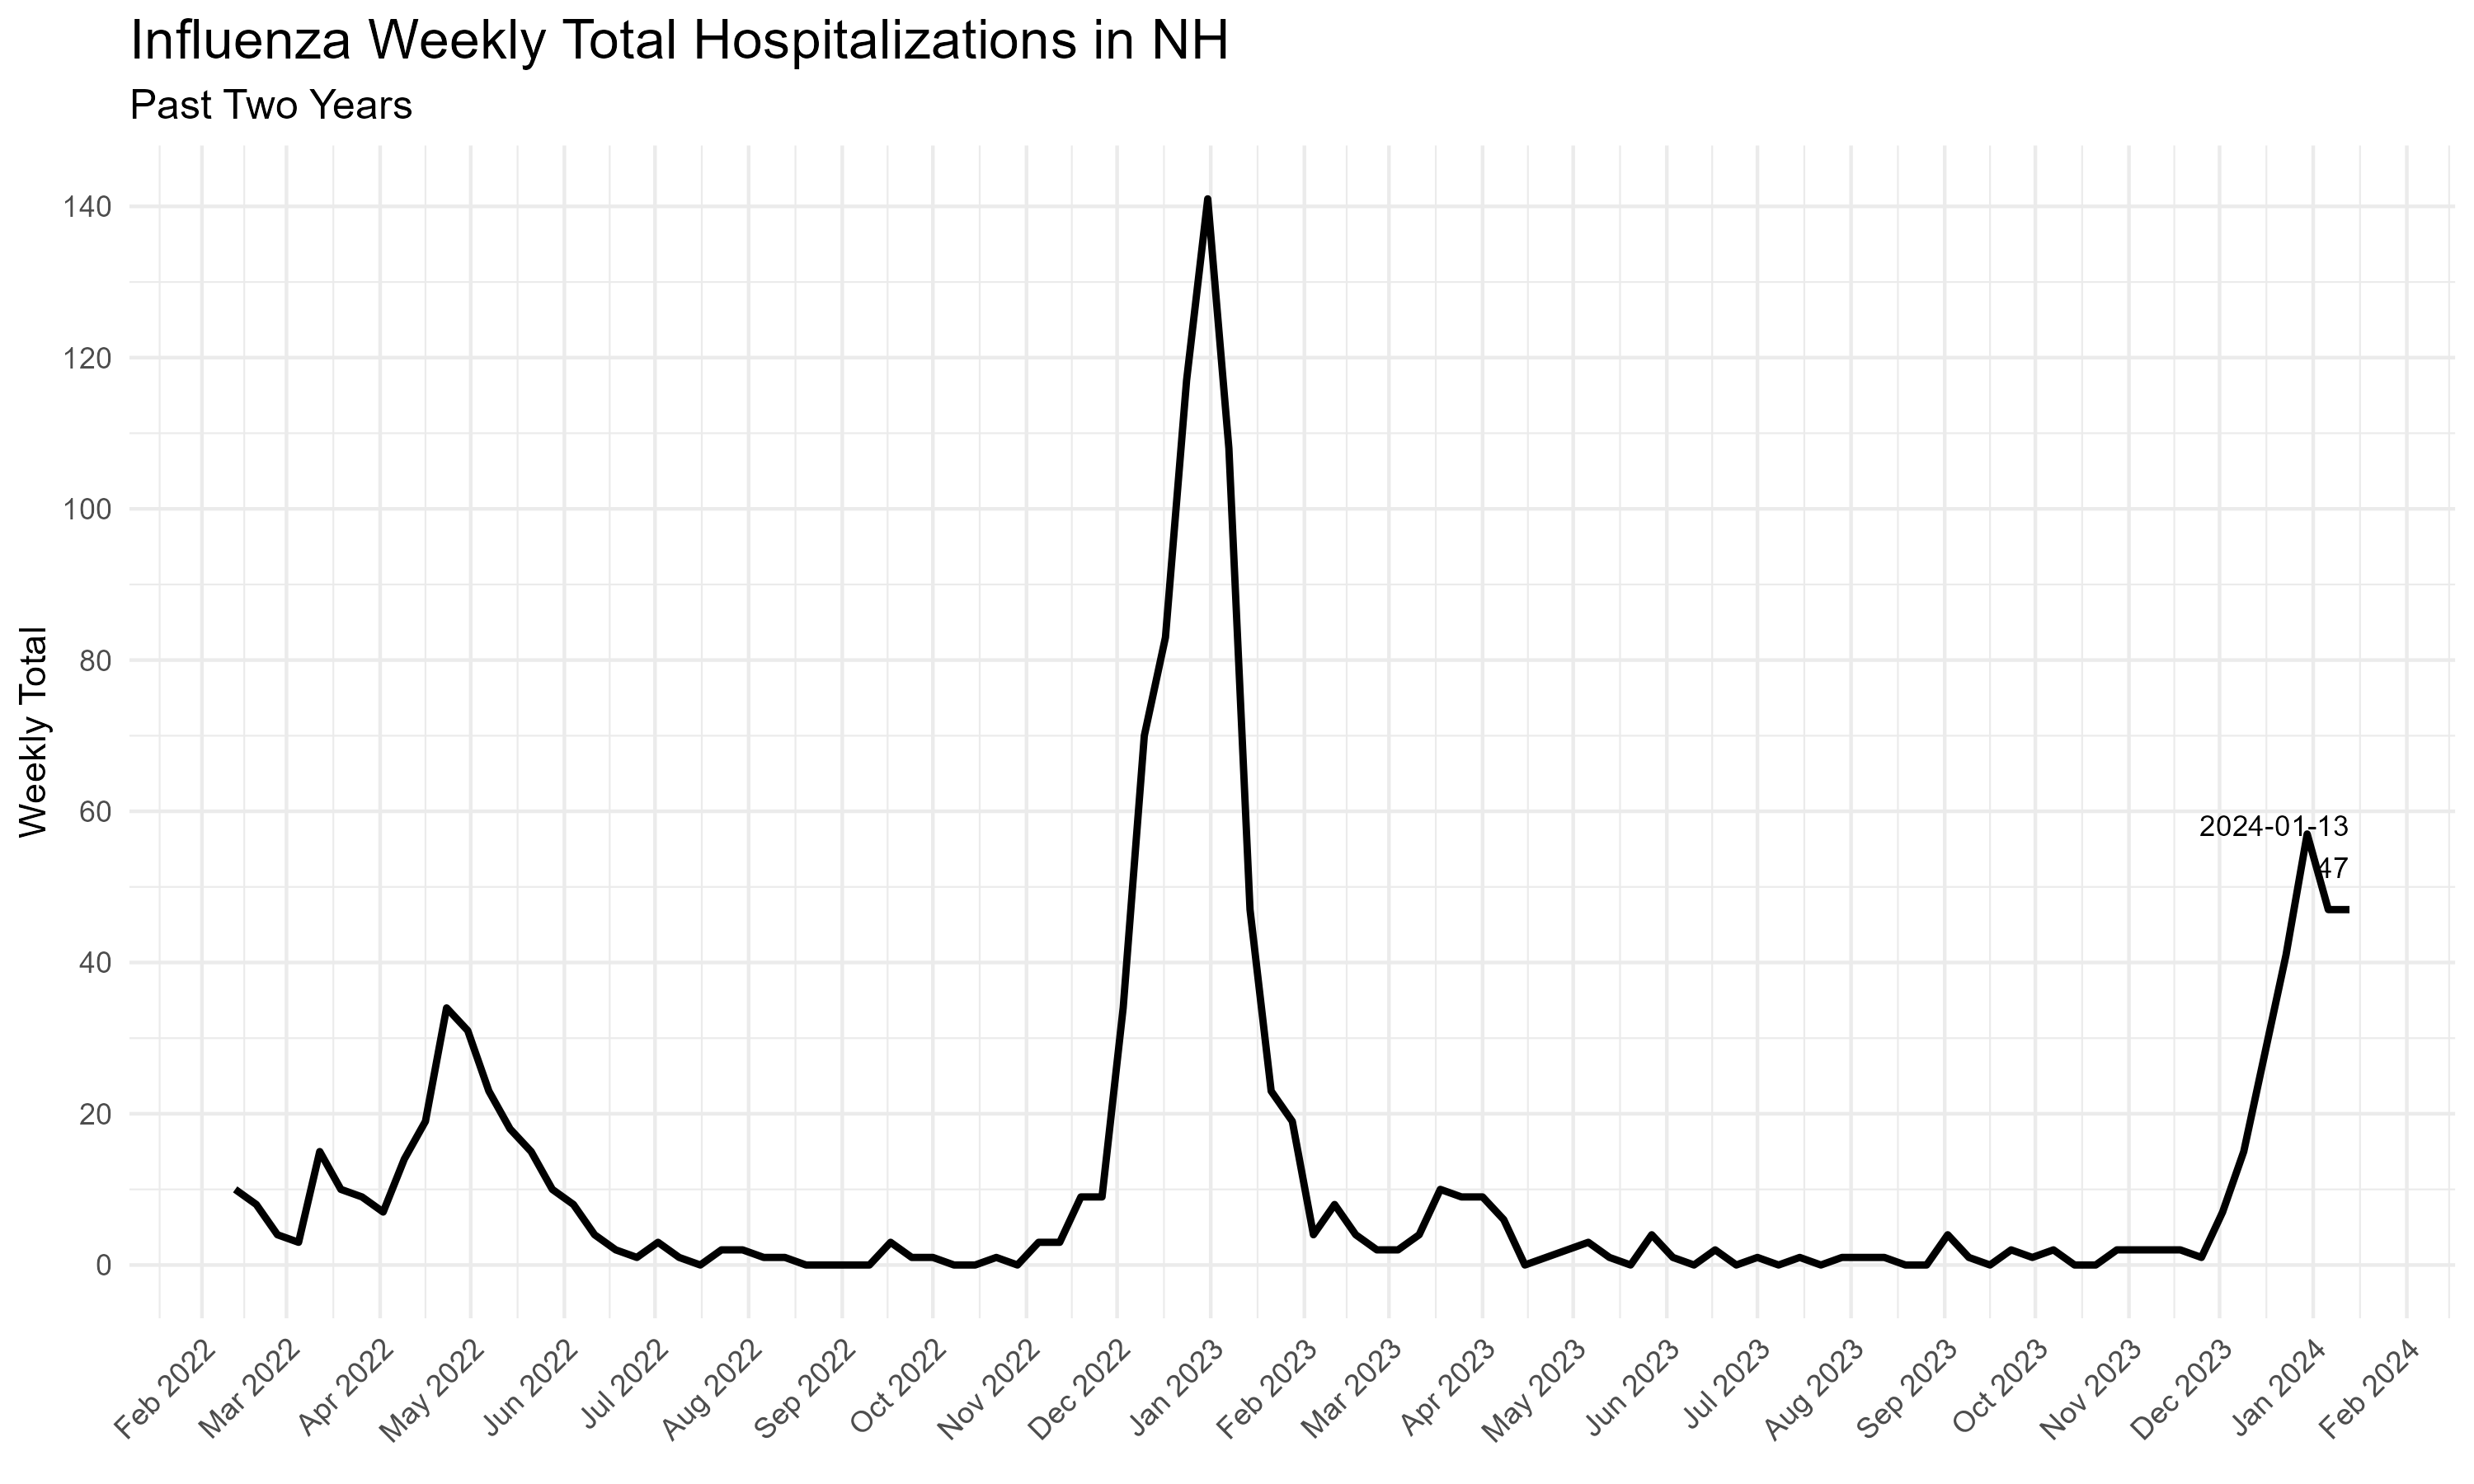 Influenza Weekly Total Hospitalizations in NH
Past Two Years
Weekly Total
140
120
100
80
60
40
20
0
2024-01-13
47
Feb 2022
Mar 2022
Apr 2022
May 2022
Jun 2022
Jul 2022
Aug 2022
Sep 2022
Oct 2022
Nov 2022
Dec 2022
Jan 2023
Feb 2023
Mar 2023
Apr 2023
May 2023
Jun 2023
Jul 2023
Aug 2023
Sep 2023
Oct 2023
Nov 2023
Dec 2023
Jan 2024
Feb 2024